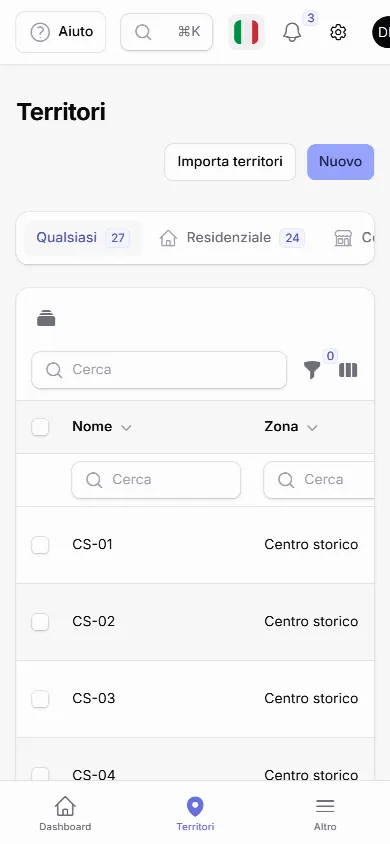 Aiuto
⌘K
3
Territori
Importa territori
Nuovo
Qualsiasi 27
Residenziale 24
Cerca
0
Nome
Zona
Cerca
Cerca
CS-01
Centro storico
CS-02
Centro storico
CS-03
Centro storico
CS-04
Centro storico
Dashboard
Territori
Altro